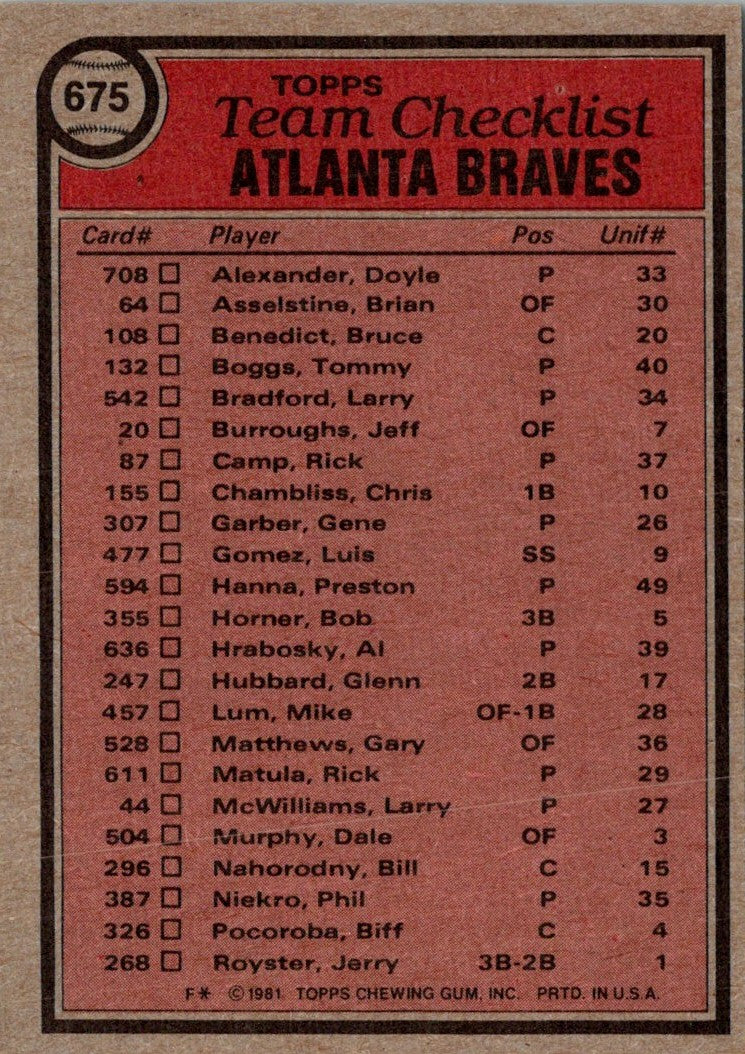 675
TOPPS
Team Checklist
ATLANTA BRAVES
Card# Player Pos Unif#
708 Alexander, Doyle P 33
64 Asselstine, Brian OF 30
108 Benedict, Bruce C 20
132 Boggs, Tommy P 40
542 Bradford, Larry P 34
20 Burroughs, Jeff OF 7
87 Camp, Rick P 37
155 Chambliss, Chris 1B 10
307 Garber, Gene P 26
477 Gomez, Luis SS 9
594 Hanna, Preston P 49
355 Horner, Bob 3B 5
636 Hrabosky, Al P 39
247 Hubbard, Glenn 2B 17
457 Lum, Mike OF-1B 28
528 Matthews, Gary OF 36
611 Matula, Rick P 29
44 McWilliams, Larry P 27
504 Murphy, Dale OF 3
296 Nahorodny, Bill C 15
387 Niekro, Phil P 35
326 Pocoroba, Biff C 4
268 Royster, Jerry 3B-2B 1
F* © 1981 TOPPS CHEWING GUM, INC. PRTD. IN U.S.A.